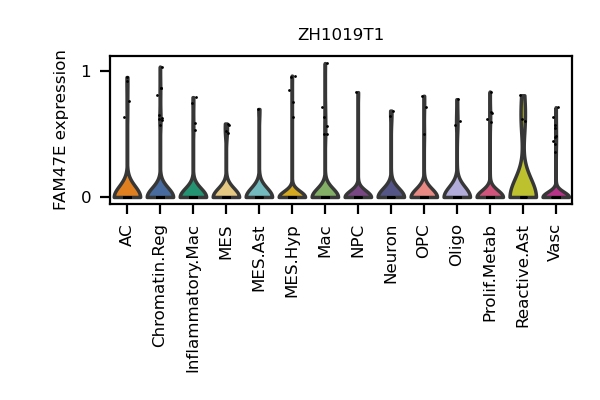 ZH1019T1
FAM47E expression
1
0
AC
Chromatin.Reg
Inflammatory.Mac
MES
MES.Ast
MES.Hyp
Mac
NPC
Neuron
OPC
Oligo
Prolif.Metab
Reactive.Ast
Vasc